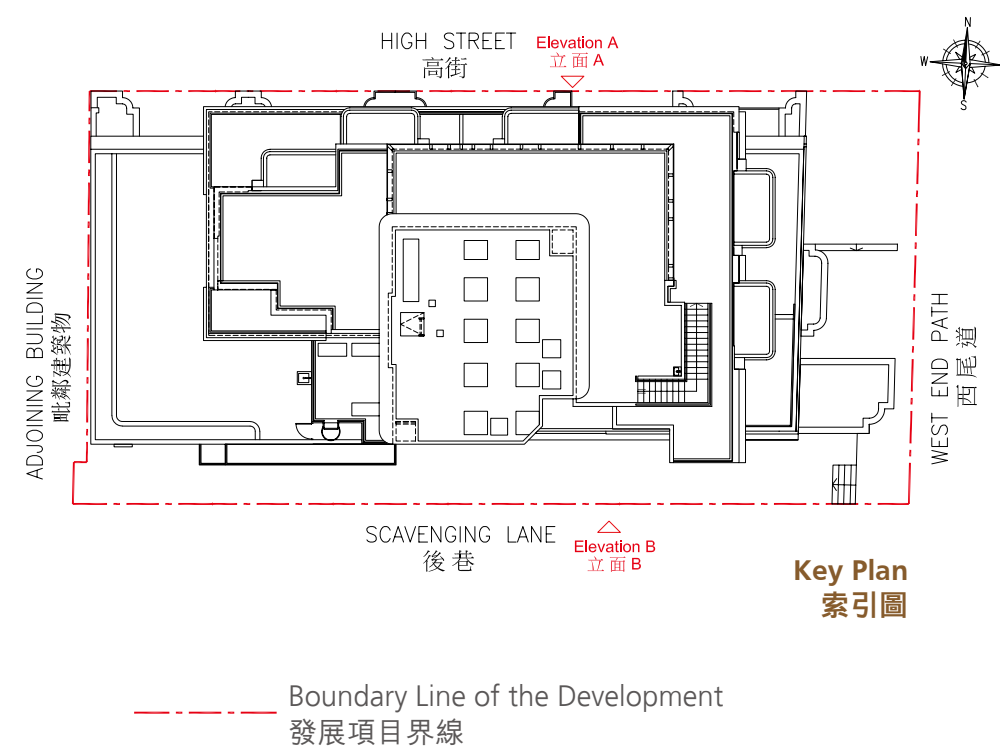 HIGH STREET
高街
Elevation A
立面 A
N
W
S
ADJOINING BUILDING
毗鄰建築物
WEST END PATH
西尾道
SCAVENGING LANE
後巷
Elevation B
立面 B
Key Plan
索引圖
Boundary Line of the Development
發展項目界線